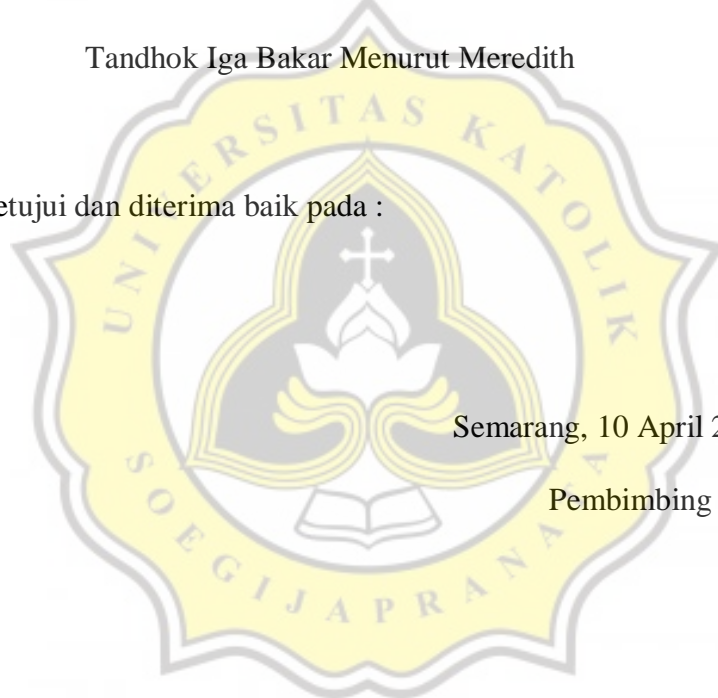 Tandhok Iga Bakar Menurut Meredith
UNIVERSITAS KATOLIK
etujui dan diterima baik pada :
Semarang, 10 April 2
Pembimbing
SOEGIJAPRANATA